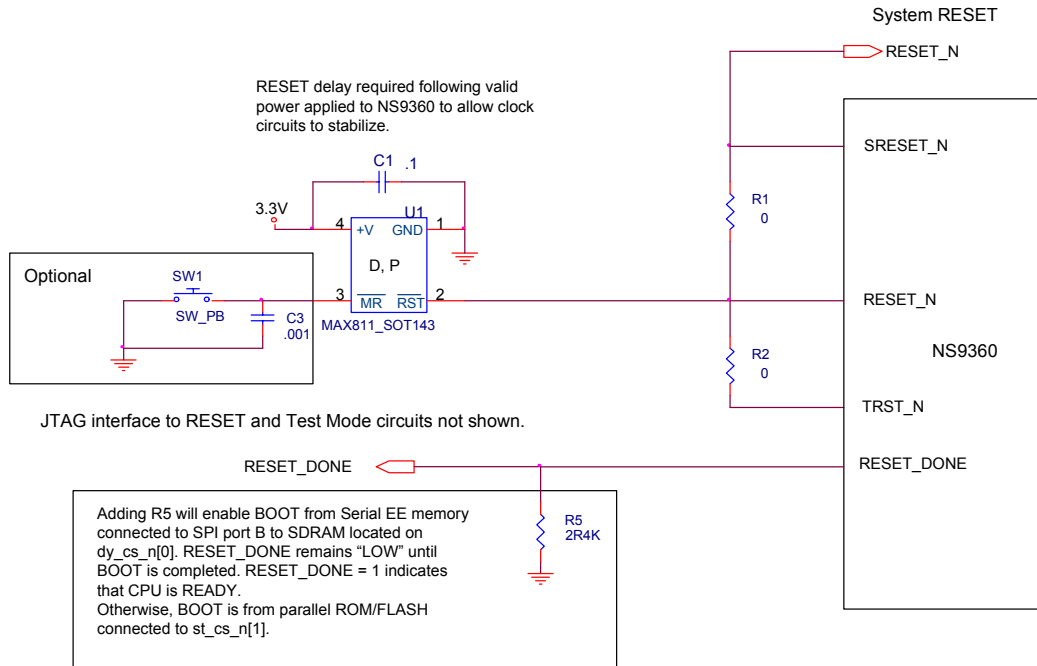 System RESET
RESET_N
RESET delay required following valid
power applied to NS9360 to allow clock
circuits to stabilize.
SRESET_N
C1 .1
3.3V
U1
4 +V GND 1
R1
0
D, P
Optional
SW1
SW_PB
C3
.001
3 MR RST 2
MAX811_SOT143
RESET_N
R2
0
NS9360
TRST_N
JTAG interface to RESET and Test Mode circuits not shown.
RESET_DONE
RESET_DONE
Adding R5 will enable BOOT from Serial EE memory
connected to SPI port B to SDRAM located on
dy_cs_n[0]. RESET_DONE remains “LOW” until
BOOT is completed. RESET_DONE = 1 indicates
that CPU is READY.
Otherwise, BOOT is from parallel ROM/FLASH
connected to st_cs_n[1].
R5
2R4K